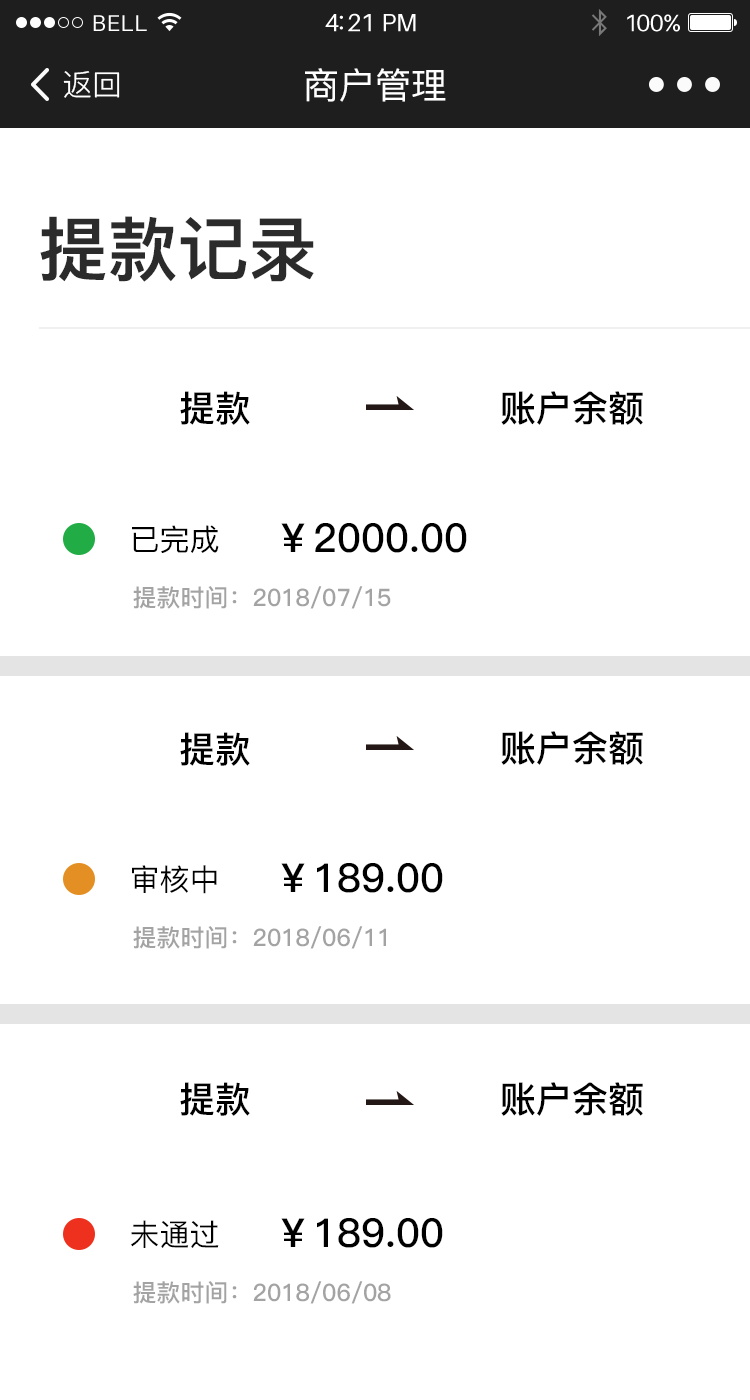 BELL 4:21 PM 100%
返回 商户管理
提款记录
提款 账户余额
已完成 ¥ 2000.00
提款时间：2018/07/15
提款 账户余额
审核中 ¥ 189.00
提款时间：2018/06/11
提款 账户余额
未通过 ¥ 189.00
提款时间：2018/06/08